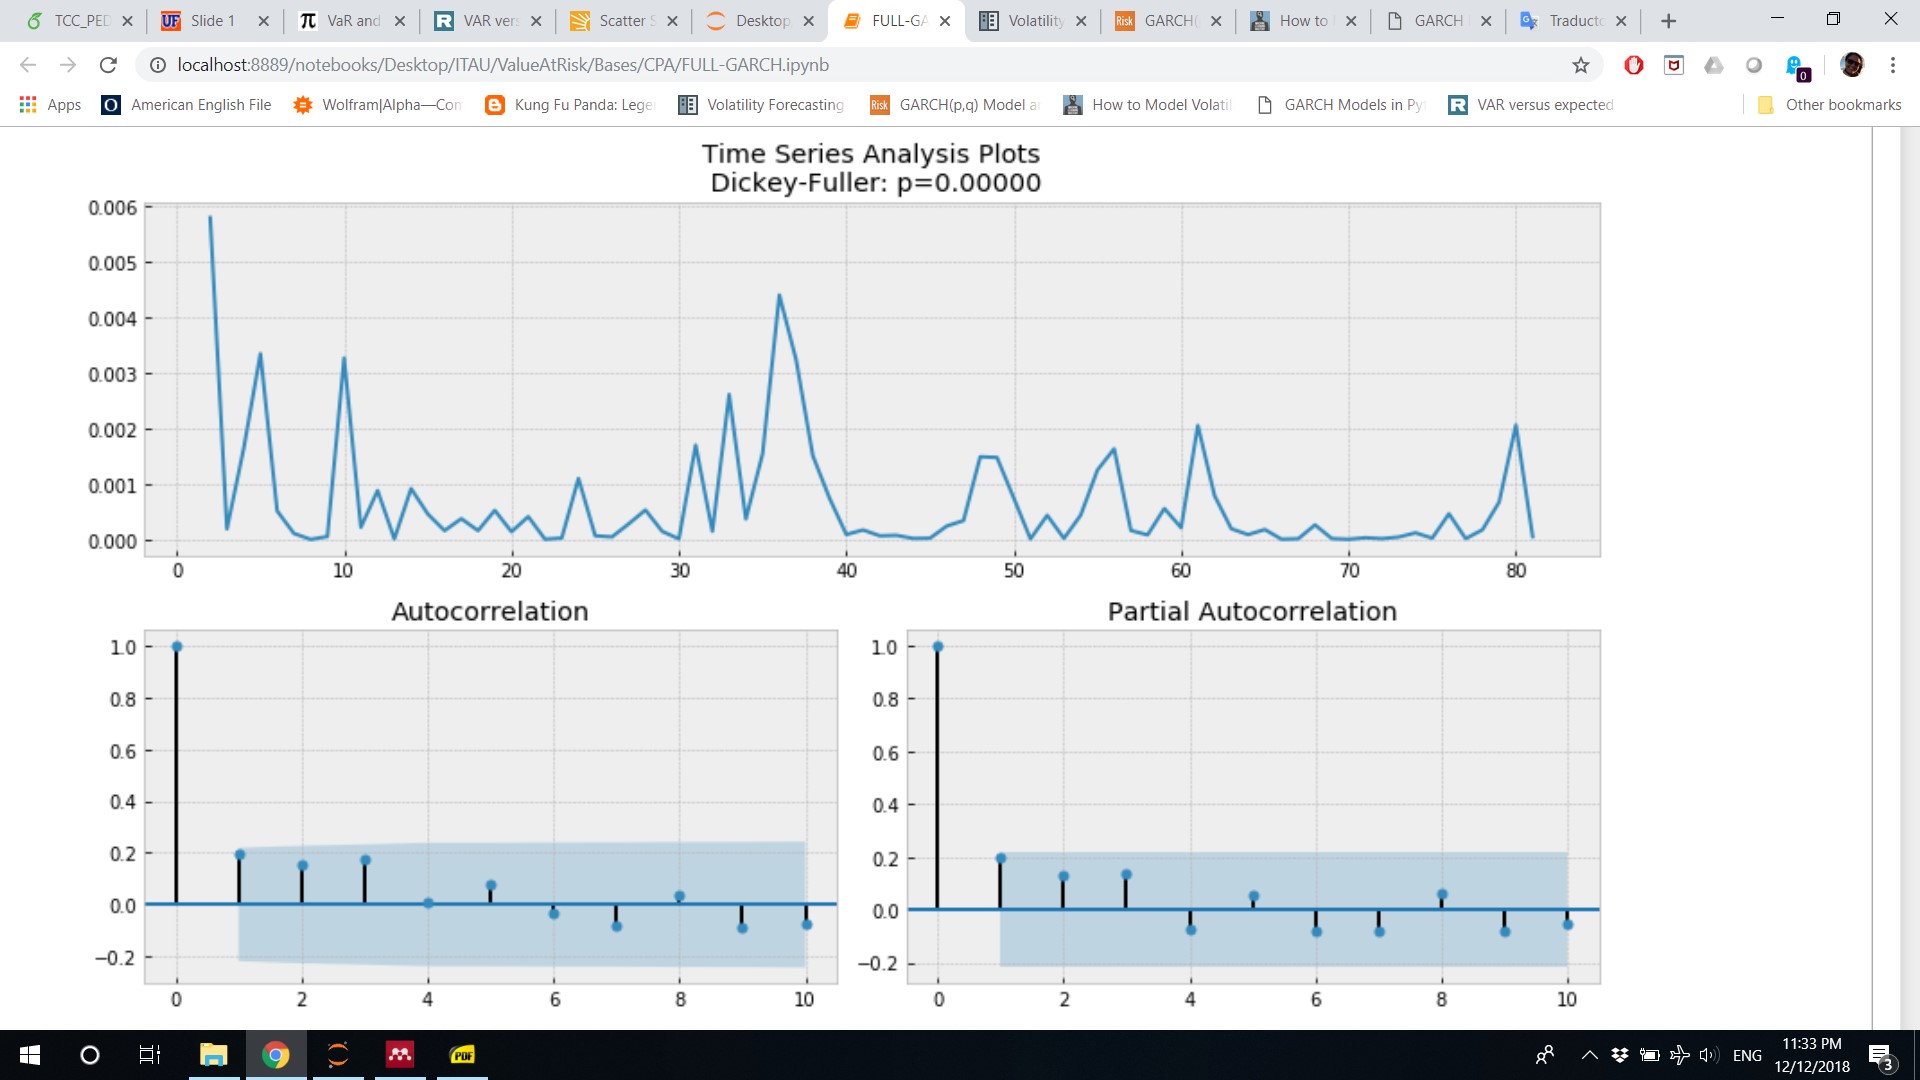 TCC_PED
Slide 1
VaR and
VAR vers
Scatter S
Desktop
FULL-GA
Volatility
GARCH(
How to
GARCH
Traducto
localhost:8889/notebooks/Desktop/ITAU/ValueAtRisk/Bases/CPA/FULL-GARCH.ipynb
0
Apps
American English File
Wolfram|Alpha—Con
Kung Fu Panda: Lege
Volatility Forecasting
Risk
GARCH(p,q) Model a
How to Model Volati
GARCH Models in Py
VAR versus expected
Other bookmarks
Time Series Analysis Plots
Dickey-Fuller: p=0.00000
0.006
0.005
0.004
0.003
0.002
0.001
0.000
0 10 20 30 40 50 60 70 80
Autocorrelation
1.0
0.8
0.6
0.4
0.2
0.0
−0.2
0 2 4 6 8 10
Partial Autocorrelation
1.0
0.8
0.6
0.4
0.2
0.0
−0.2
0 2 4 6 8 10
PDF
ENG
11:33 PM
12/12/2018
3